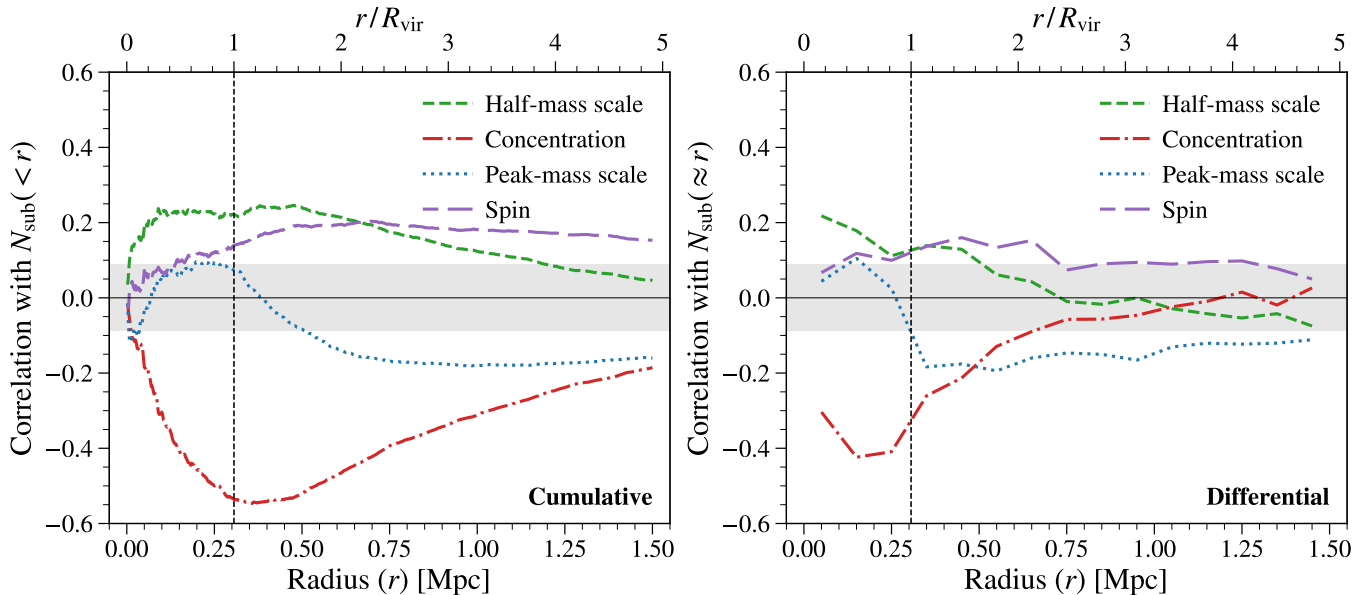 r/R_vir
0 1 2 3 4 5
0.6
0.4
0.2
0.0
−0.2
−0.4
−0.6
Correlation with N_sub(< r)
Half-mass scale
Concentration
Peak-mass scale
Spin
Cumulative
0.00 0.25 0.50 0.75 1.00 1.25 1.50
Radius (r) [Mpc]
r/R_vir
0 1 2 3 4 5
0.6
0.4
0.2
0.0
−0.2
−0.4
−0.6
Correlation with N_sub(≈ r)
Half-mass scale
Concentration
Peak-mass scale
Spin
Differential
0.00 0.25 0.50 0.75 1.00 1.25 1.50
Radius (r) [Mpc]